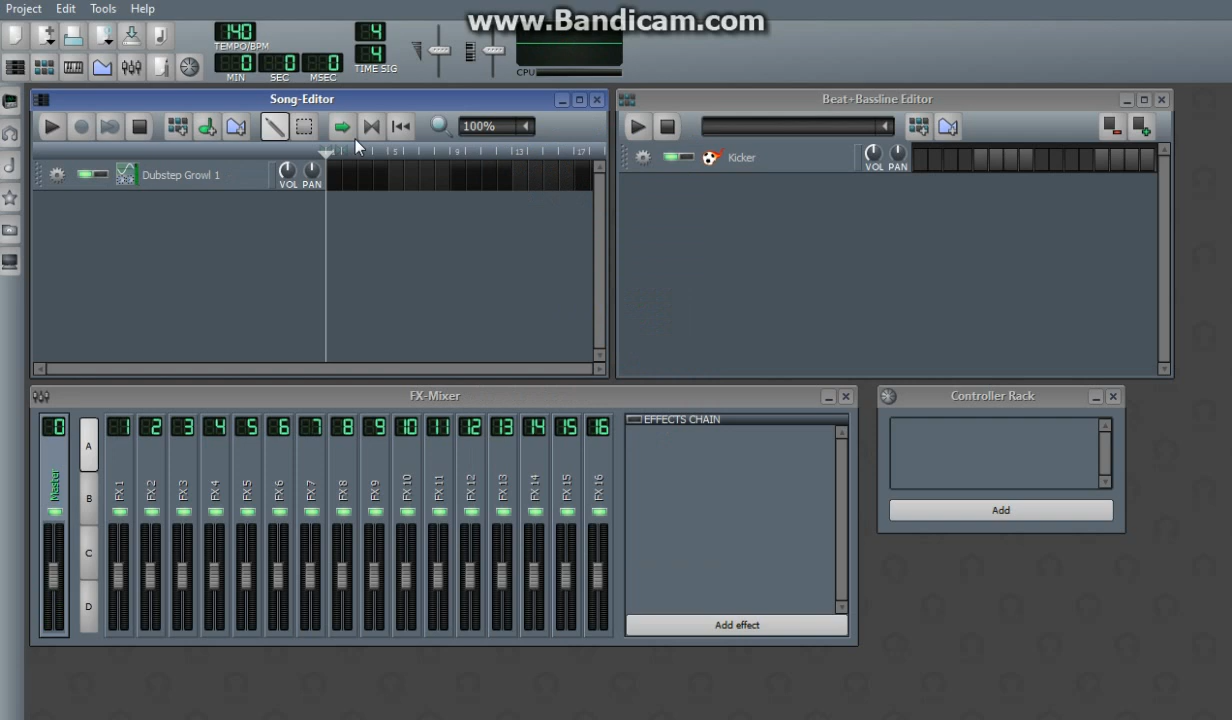 Project Edit Tools Help
www.Bandicam.com
140
TEMPO/BPM
0 0 0
MIN SEC MSEC
4
4
TIME SIG
CPU
Song-Editor
100%
5 9 13 17
Dubstep Growl 1
VOL PAN
Beat+Bassline Editor
Kicker
VOL PAN
FX-Mixer
0 1 2 3 4 5 6 7 8 9 10 11 12 13 14 15 16
Master
A
B
C
D
FX 1 FX 2 FX 3 FX 4 FX 5 FX 6 FX 7 FX 8 FX 9 FX 10 FX 11 FX 12 FX 13 FX 14 FX 15 FX 16
EFFECTS CHAIN
Add effect
Controller Rack
Add